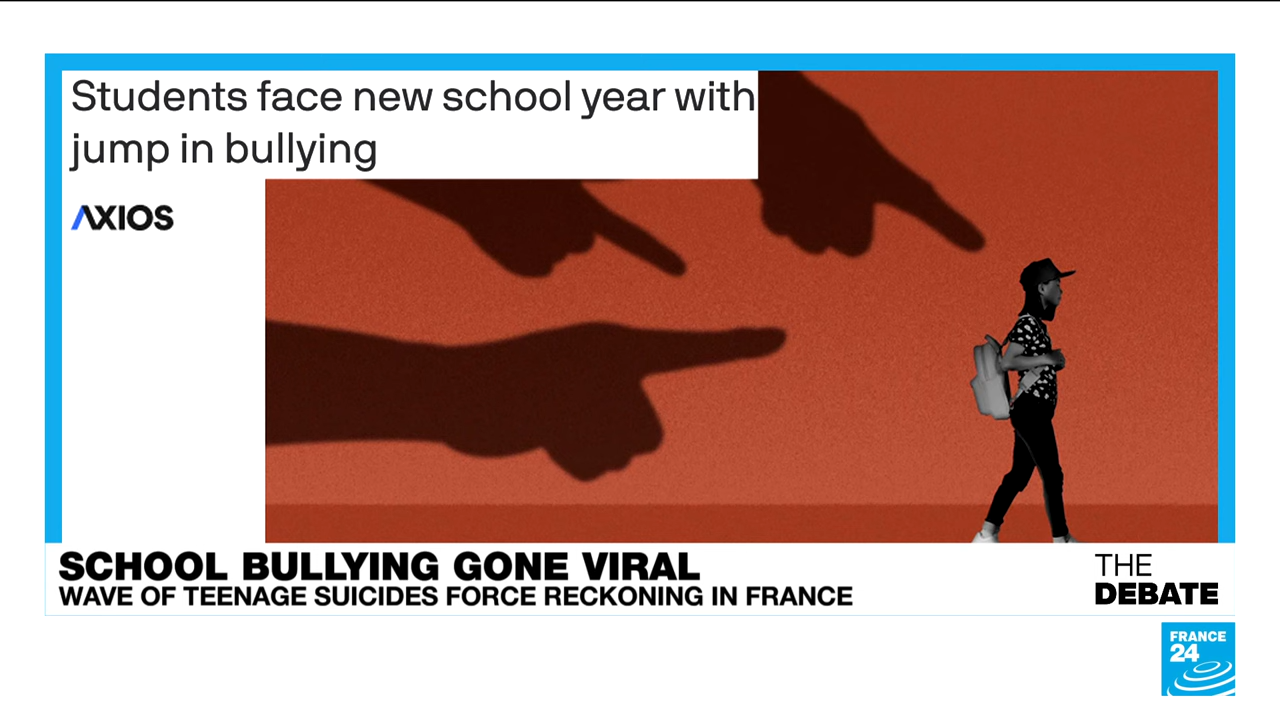 Students face new school year with
jump in bullying
AXIOS
SCHOOL BULLYING GONE VIRAL
WAVE OF TEENAGE SUICIDES FORCE RECKONING IN FRANCE
THE
DEBATE
FRANCE
24